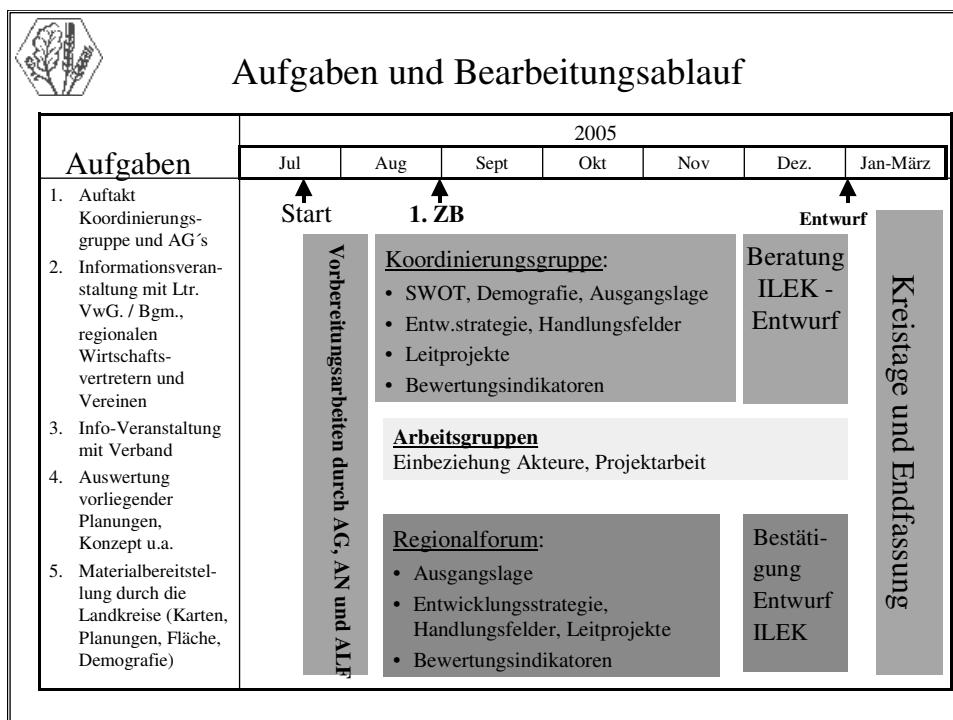 Aufgaben und Bearbeitungsablauf
Aufgaben
2005
Jul
Aug
Sept
Okt
Nov
Dez.
Jan-März
1. Auftakt
Koordinierungs-
gruppe und AG´s
2. Informationsveran-
staltung mit Ltr.
VwG. / Bgm.,
regionalen
Wirtschafts-
vertretern und
Vereinen
3. Info-Veranstaltung
mit Verband
4. Auswertung
vorliegender
Planungen,
Konzept u.a.
5. Materialbereitstel-
lung durch die
Landkreise (Karten,
Planungen, Fläche,
Demografie)
Start
1. ZB
Entwurf
Vorbereitungsarbeiten durch AG, AN und ALF
Koordinierungsgruppe:
• SWOT, Demografie, Ausgangslage
• Entw.strategie, Handlungsfelder
• Leitprojekte
• Bewertungsindikatoren
Beratung
ILEK -
Entwurf
Arbeitsgruppen
Einbeziehung Akteure, Projektarbeit
Regionalforum:
• Ausgangslage
• Entwicklungsstrategie,
Handlungsfelder, Leitprojekte
• Bewertungsindikatoren
Bestäti-
gung
Entwurf
ILEK
Kreistage und Endfassung